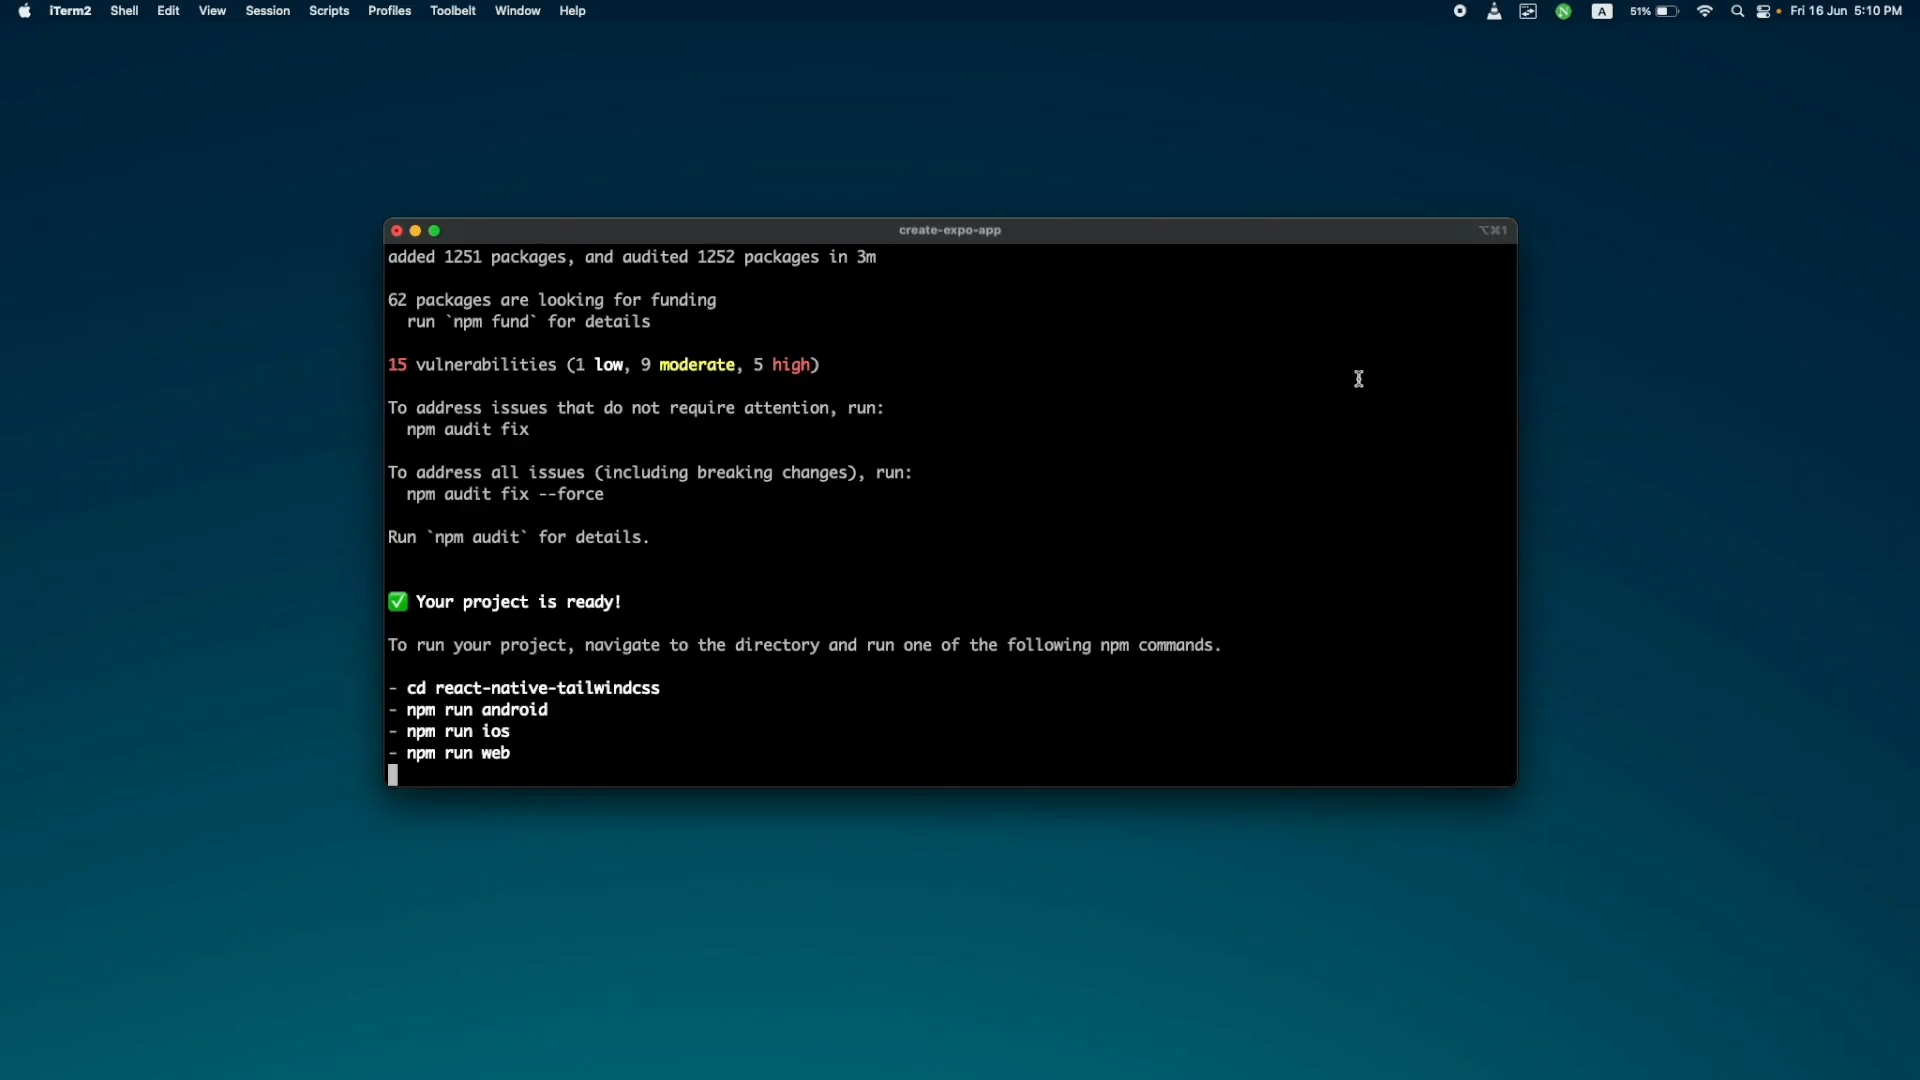 iTerm2 Shell Edit View Session Scripts Profiles Toolbelt Window Help A 51% Fri 16 Jun 5:10 PM
create-expo-app ⌥⌘1
added 1251 packages, and audited 1252 packages in 3m
62 packages are looking for funding
run `npm fund` for details
15 vulnerabilities (1 low, 9 moderate, 5 high)
To address issues that do not require attention, run:
npm audit fix
To address all issues (including breaking changes), run:
npm audit fix --force
Run `npm audit` for details.
✅ Your project is ready!
To run your project, navigate to the directory and run one of the following npm commands.
- cd react-native-tailwindcss
- npm run android
- npm run ios
- npm run web